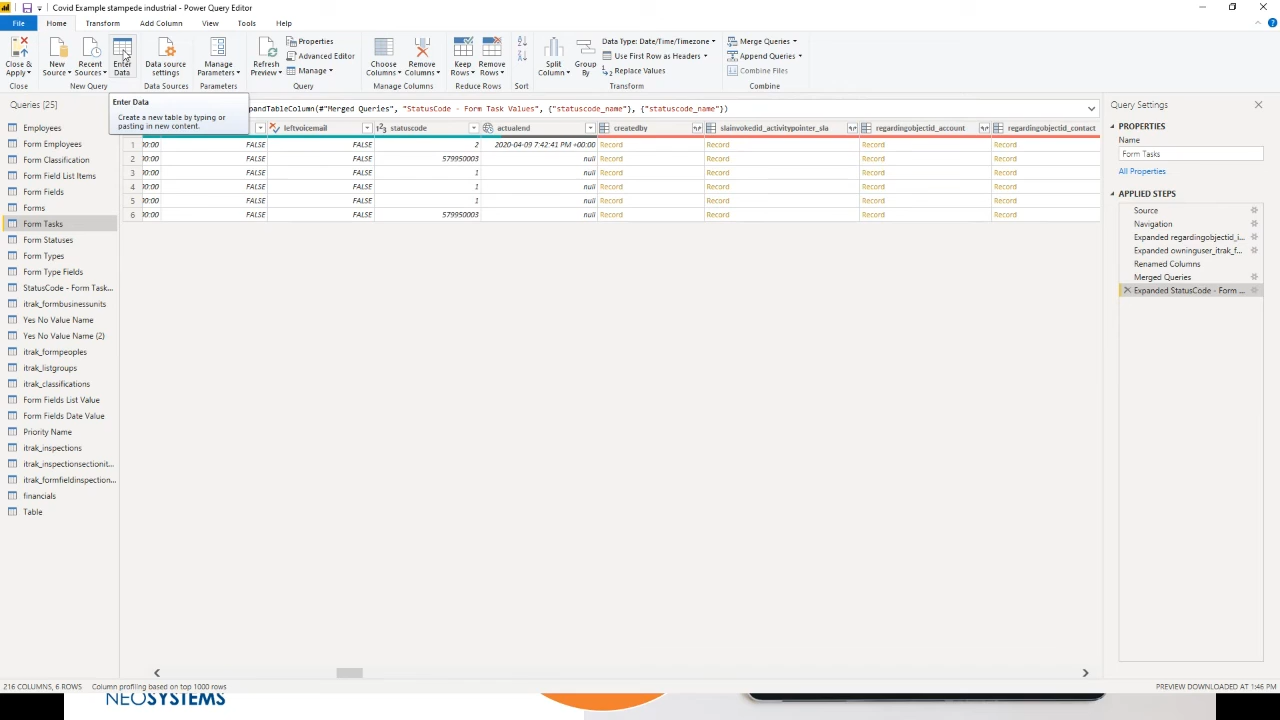 Covid Example stampede industrial - Power Query Editor
File Home Transform Add Column View Tools Help
Close & Apply
New Source
Recent Sources
Enter Data
Data source settings
Manage Parameters
Refresh Preview
Properties
Advanced Editor
Manage
Choose Columns
Remove Columns
Keep Rows
Remove Rows
Split Column
Group By
Data Type: Date/Time/Timezone
Use First Row as Headers
Replace Values
Merge Queries
Append Queries
Combine Files
Close New Query Data Sources Parameters Query Manage Columns Reduce Rows Sort Transform Combine
Queries [25]
Employees
Form Employees
Form Classification
Form Field List Items
Form Fields
Forms
Form Tasks
Form Statuses
Form Types
Form Type Fields
StatusCode - Form Task...
itrak_formbusinessunits
Yes No Value Name
Yes No Value Name (2)
itrak_formpeoples
itrak_listgroups
itrak_classifications
Form Fields List Value
Form Fields Date Value
Priority Name
itrak_inspections
itrak_inspectionsectionit...
itrak_formfieldinspection...
financials
Table
Enter Data
Create a new table by typing or
pasting in new content.
pandTableColumn(#"Merged Queries", "StatusCode - Form Task Values", {"statuscode_name"}, {"statuscode_name"})
leftvoicemail 123 statuscode actualend createdby slainvokedid_activitypointer_sla regardingobjectid_account regardingobjectid_contact
1 00:00 FALSE FALSE 2 2020-04-09 7:42:41 PM +00:00 Record Record Record Record
2 00:00 FALSE FALSE 579950003 null Record Record Record Record
3 00:00 FALSE FALSE 1 null Record Record Record Record
4 00:00 FALSE FALSE 1 null Record Record Record Record
5 00:00 FALSE FALSE 1 null Record Record Record Record
6 00:00 FALSE FALSE 579950003 null Record Record Record Record
Query Settings
PROPERTIES
Name
Form Tasks
All Properties
APPLIED STEPS
Source
Navigation
Expanded regardingobjectid_i...
Expanded owninguser_itrak_f...
Renamed Columns
Merged Queries
Expanded StatusCode - Form ...
216 COLUMNS, 6 ROWS Column profiling based on top 1000 rows PREVIEW DOWNLOADED AT 1:46 PM
NEOSYSTEMS